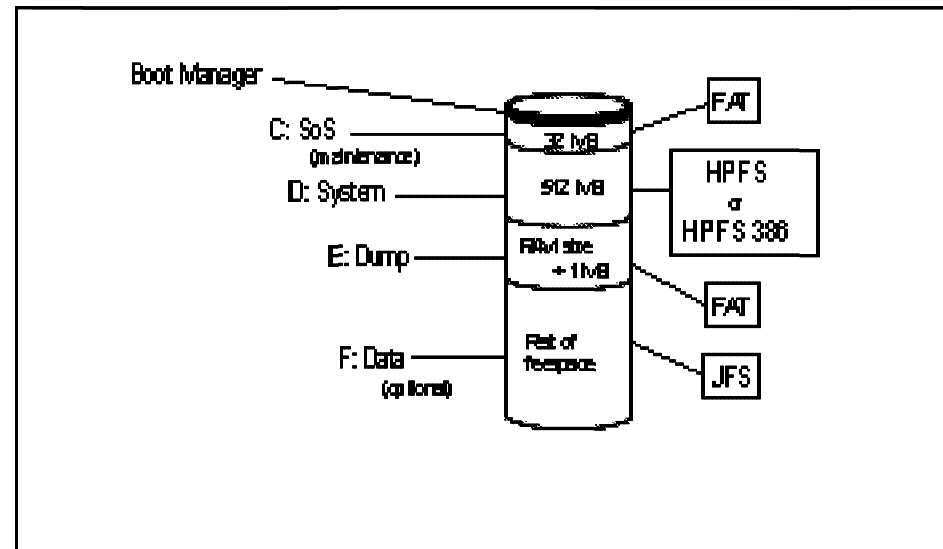 Boot Manager
FAT
C: SoS
(maintenance)
32 MB
D: System
512 MB
HPFS
or
HPFS 386
E: Dump
RAM size
+ 1 MB
FAT
F: Data
(optional)
Rest of
freespace
JFS